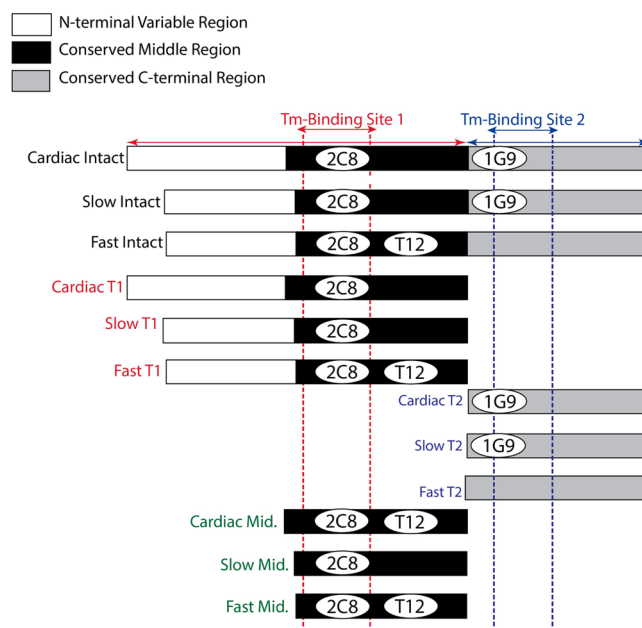 N-terminal Variable Region
Conserved Middle Region
Conserved C-terminal Region
Tm-Binding Site 1 Tm-Binding Site 2
Cardiac Intact 2C8 1G9
Slow Intact 2C8 1G9
Fast Intact 2C8 T12
Cardiac T1 2C8
Slow T1 2C8
Fast T1 2C8 T12
Cardiac T2 1G9
Slow T2 1G9
Fast T2
Cardiac Mid. 2C8 T12
Slow Mid. 2C8
Fast Mid. 2C8 T12